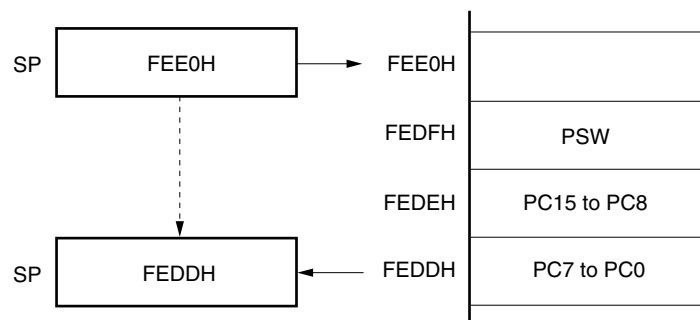 SP FEE0H FEE0H
FEDFH PSW
FEDEH PC15 to PC8
SP FEDDH FEDDH PC7 to PC0